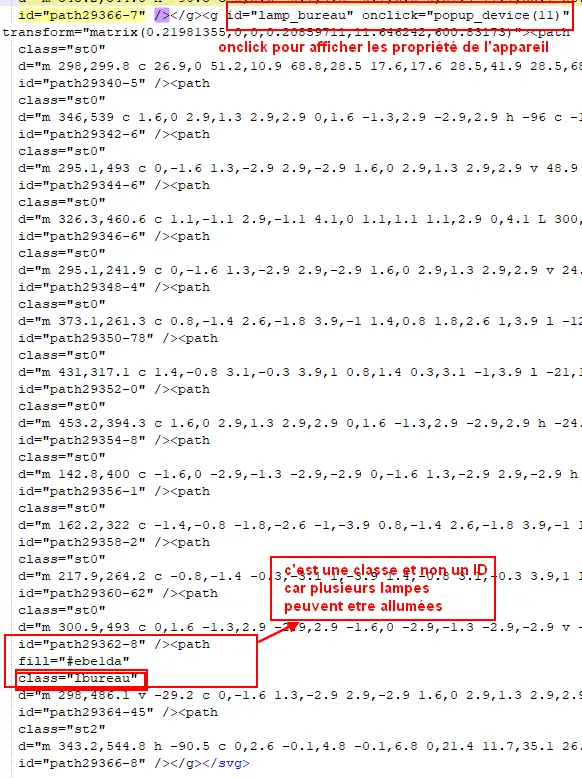 id="path29366-7" /></g><g id="lamp_bureau" onclick="popup_device(11)"
transform="matrix(0.21981355,0,0,0.20859711,11.646242,600.83173)"><path
onclick pour afficher les propriété de l'appareil
class="st0"
d="m 298,299.8 c 26.9,0 51.2,10.9 68.8,28.5 17.6,17.6 28.5,41.9 28.5,68
id="path29340-5" /><path
class="st0"
d="m 346,539 c 1.6,0 2.9,1.3 2.9,2.9 0,1.6 -1.3,2.9 -2.9,2.9 h -96 c -1
id="path29342-6" /><path
class="st0"
d="m 295.1,493 c 0,-1.6 1.3,-2.9 2.9,-2.9 1.6,0 2.9,1.3 2.9,2.9 v 48.9
id="path29344-6" /><path
class="st0"
d="m 326.3,460.6 c 1.1,-1.1 2.9,-1.1 4.1,0 1.1,1.1 1.1,2.9 0,4.1 L 300,
id="path29346-6" /><path
class="st0"
d="m 295.1,241.9 c 0,-1.6 1.3,-2.9 2.9,-2.9 1.6,0 2.9,1.3 2.9,2.9 v 24.
id="path29348-4" /><path
class="st0"
d="m 373.1,261.3 c 0.8,-1.4 2.6,-1.8 3.9,-1 1.4,0.8 1.8,2.6 1,3.9 l -12
id="path29350-78" /><path
class="st0"
d="m 431,317.1 c 1.4,-0.8 3.1,-0.3 3.9,1 0.8,1.4 0.3,3.1 -1,3.9 l -21,1
id="path29352-0" /><path
class="st0"
d="m 453.2,394.3 c 1.6,0 2.9,1.3 2.9,2.9 0,1.6 -1.3,2.9 -2.9,2.9 h -24.
id="path29354-8" /><path
class="st0"
d="m 142.8,400 c -1.6,0 -2.9,-1.3 -2.9,-2.9 0,-1.6 1.3,-2.9 2.9,-2.9 h
id="path29356-1" /><path
class="st0"
d="m 162.2,322 c -1.4,-0.8 -1.8,-2.6 -1,-3.9 0.8,-1.4 2.6,-1.8 3.9,-1 l
id="path29358-2" /><path
class="st0"
d="m 217.9,264.2 c -0.8,-1.4 -0.3,-3.1 1,-3.9 1.4,-0.8 3.1,-0.3 3.9,1 l
id="path29360-62" /><path
c'est une classe et non un ID
car plusieurs lampes
peuvent etre allumées
class="st0"
d="m 300.9,493 c 0,1.6 -1.3,2.9 -2.9,2.9 -1.6,0 -2.9,-1.3 -2.9,-2.9 v -
id="path29362-8" /><path
fill="#ebelda"
class="lbureau"
d="m 298,486.1 v -29.2 c 0,-1.6 1.3,-2.9 2.9,-2.9 1.6,0 2.9,1.3 2.9,2.9
id="path29364-45" /><path
class="st2"
d="m 343.2,544.8 h -90.5 c 0,2.6 -0.1,4.8 -0.1,6.8 0,21.4 11.7,35.1 26.
id="path29366-8" /></g></svg>